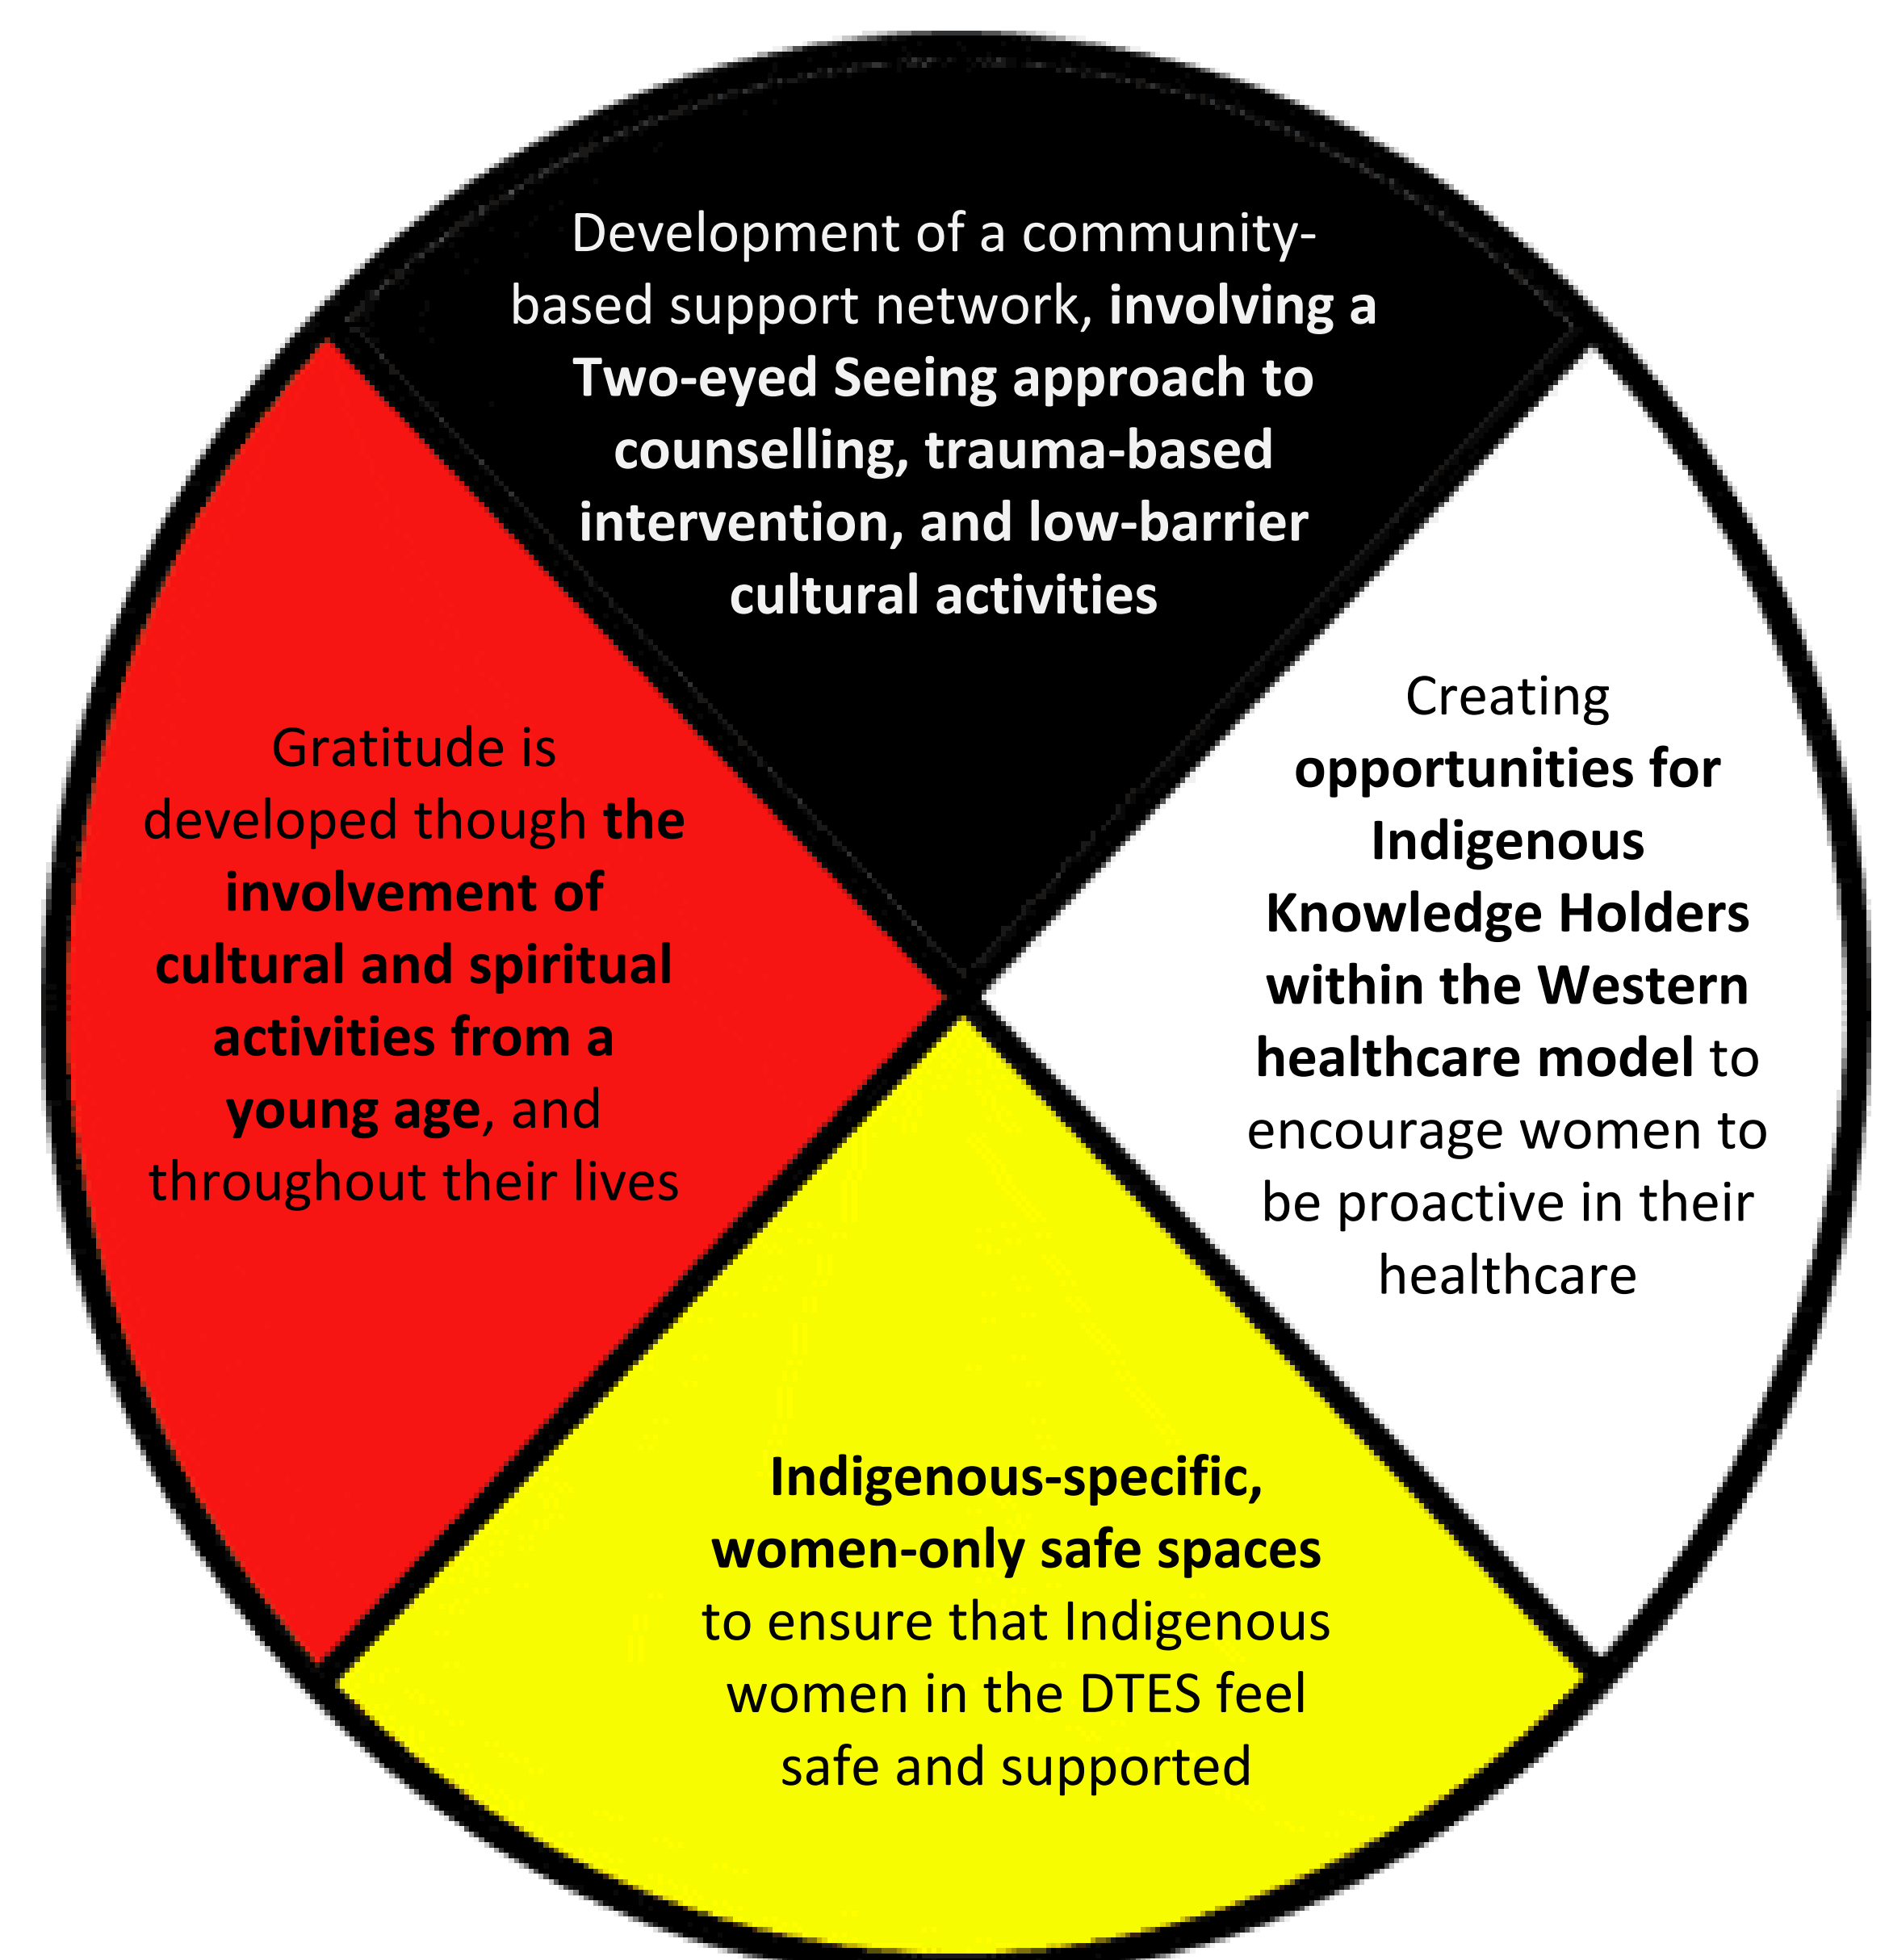 Development of a community-
based support network, involving a
Two-eyed Seeing approach to
counselling, trauma-based
intervention, and low-barrier
cultural activities
Gratitude is
developed though the
involvement of
cultural and spiritual
activities from a
young age, and
throughout their lives
Creating
opportunities for
Indigenous
Knowledge Holders
within the Western
healthcare model to
encourage women to
be proactive in their
healthcare
Indigenous-specific,
women-only safe spaces
to ensure that Indigenous
women in the DTES feel
safe and supported